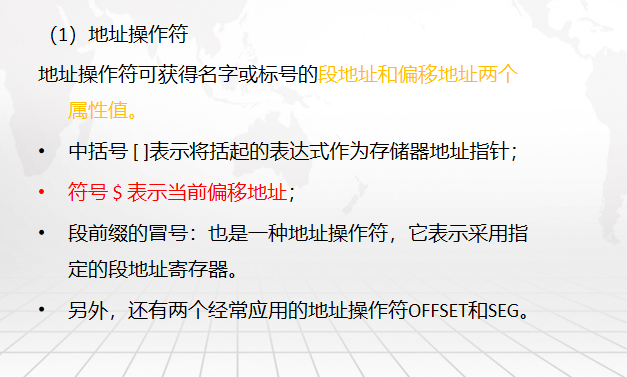 （1）地址操作符
地址操作符可获得名字或标号的段地址和偏移地址两个
属性值。
• 中括号 [ ]表示将括起的表达式作为存储器地址指针；
• 符号 $ 表示当前偏移地址；
• 段前缀的冒号：也是一种地址操作符，它表示采用指
定的段地址寄存器。
• 另外，还有两个经常应用的地址操作符OFFSET和SEG。